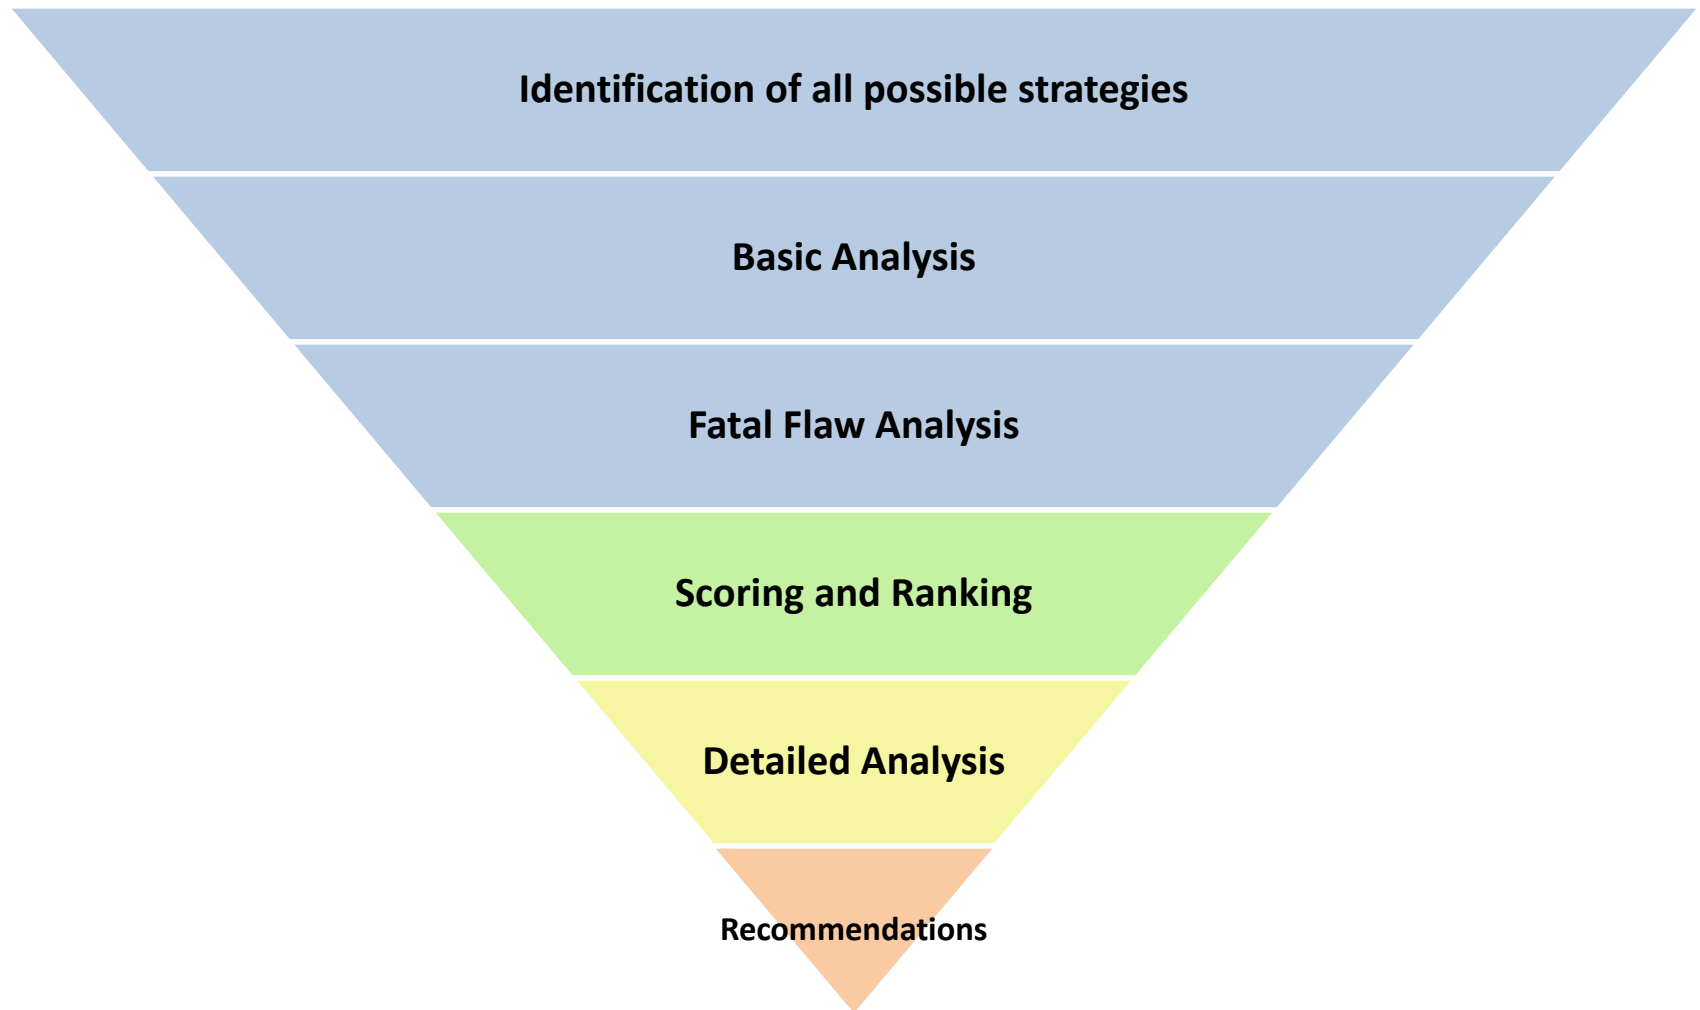 Identification of all possible strategies
Basic Analysis
Fatal Flaw Analysis
Scoring and Ranking
Detailed Analysis
Recommendations